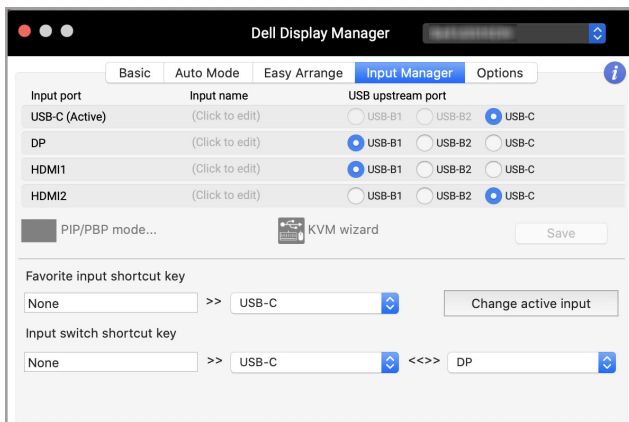 Dell Display Manager
Basic Auto Mode Easy Arrange Input Manager Options i
Input port Input name USB upstream port
USB-C (Active) (Click to edit) USB-B1 USB-B2 USB-C
DP (Click to edit) USB-B1 USB-B2 USB-C
HDMI1 (Click to edit) USB-B1 USB-B2 USB-C
HDMI2 (Click to edit) USB-B1 USB-B2 USB-C
PIP/PBP mode... KVM wizard Save
Favorite input shortcut key
None >> USB-C Change active input
Input switch shortcut key
None >> USB-C <<>> DP